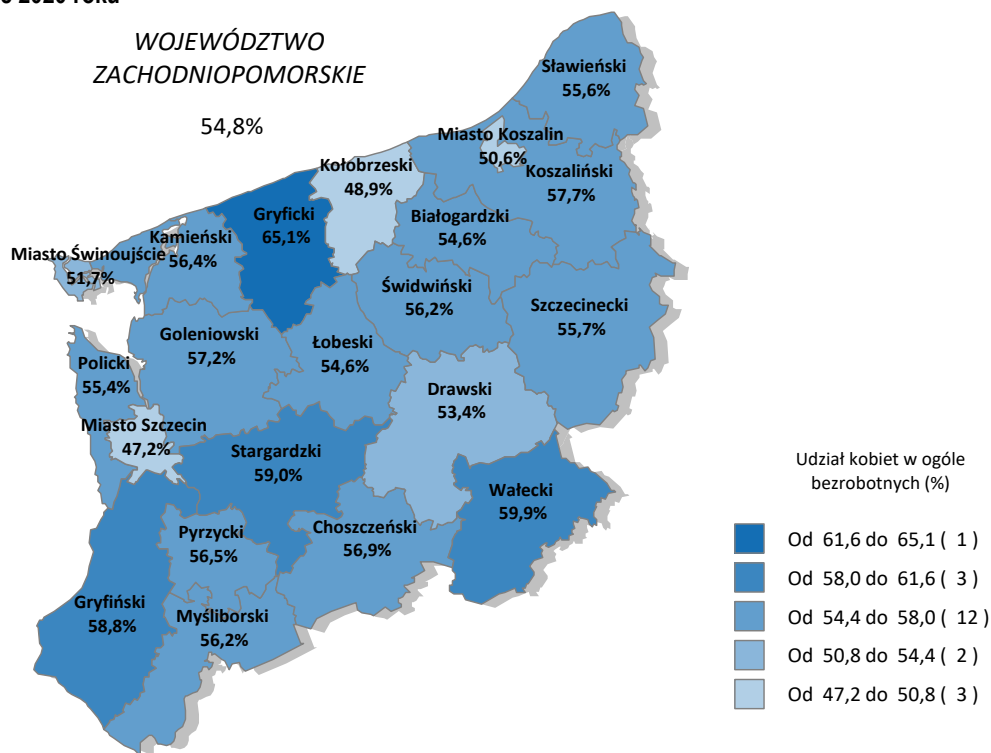 2020 roku
WOJEWÓDZTWO
ZACHODNIOPOMORSKIE
54,8%
Sławieński
55,6%
Miasto Koszalin
50,6%
Koszaliński
57,7%
Kołobrzeski
48,9%
Gryficki
65,1%
Białogardzki
54,6%
Kamieński
56,4%
Miasto Świnoujście
51,7%
Świdwiński
56,2%
Szczecinecki
55,7%
Goleniowski
57,2%
Łobeski
54,6%
Policki
55,4%
Drawski
53,4%
Miasto Szczecin
47,2%
Stargardzki
59,0%
Wałecki
59,9%
Pyrzycki
56,5%
Choszczeński
56,9%
Gryfiński
58,8%
Myśliborski
56,2%
Udział kobiet w ogóle
bezrobotnych (%)
Od 61,6 do 65,1 ( 1 )
Od 58,0 do 61,6 ( 3 )
Od 54,4 do 58,0 ( 12 )
Od 50,8 do 54,4 ( 2 )
Od 47,2 do 50,8 ( 3 )